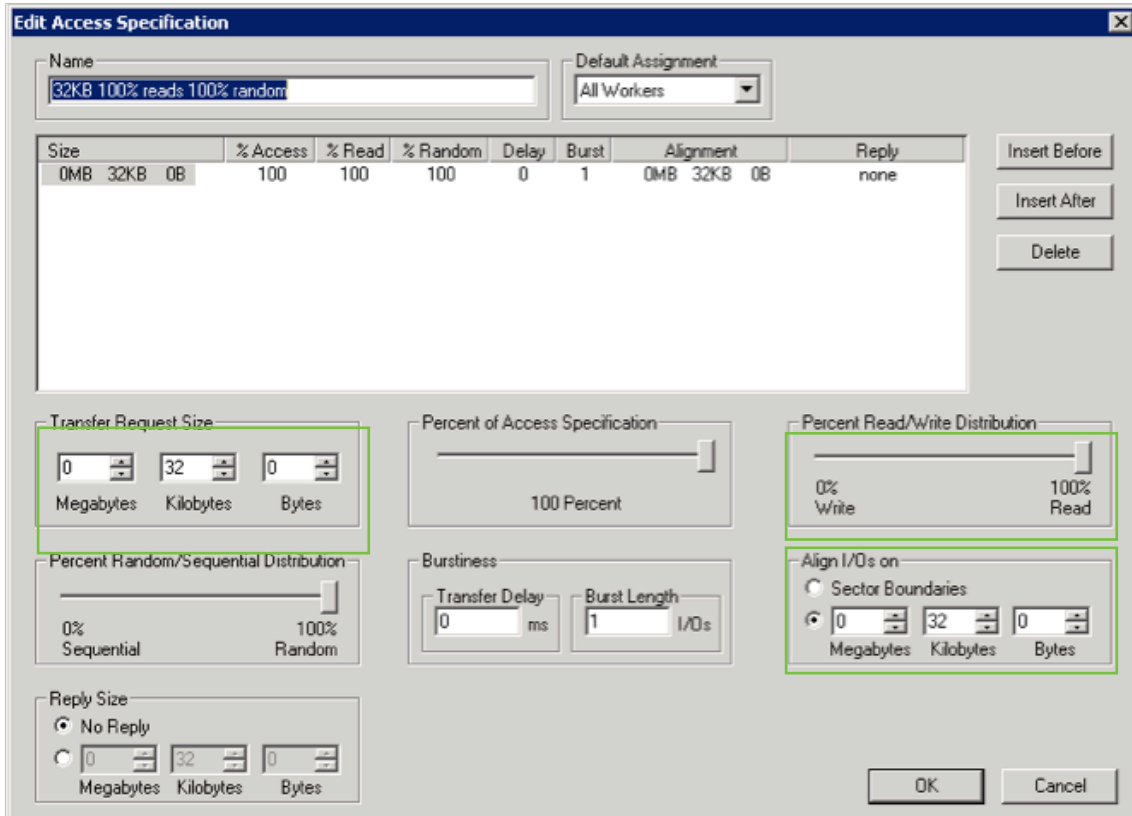 Edit Access Specification
Name
Default Assignment
32KB 100% reads 100% random
All Workers
Size % Access % Read % Random Delay Burst Alignment Reply
0MB 32KB 0B 100 100 100 0 1 0MB 32KB 0B none
Insert Before
Insert After
Delete
Transfer Request Size
0 32 0
Megabytes Kilobytes Bytes
Percent of Access Specification
100 Percent
Percent Read/Write Distribution
0% 100%
Write Read
Percent Random/Sequential Distribution
0% 100%
Sequential Random
Burstiness
Transfer Delay Burst Length
0 ms 1 I/Os
Align I/Os on
Sector Boundaries
0 32 0
Megabytes Kilobytes Bytes
Reply Size
No Reply
0 32 0
Megabytes Kilobytes Bytes
OK Cancel